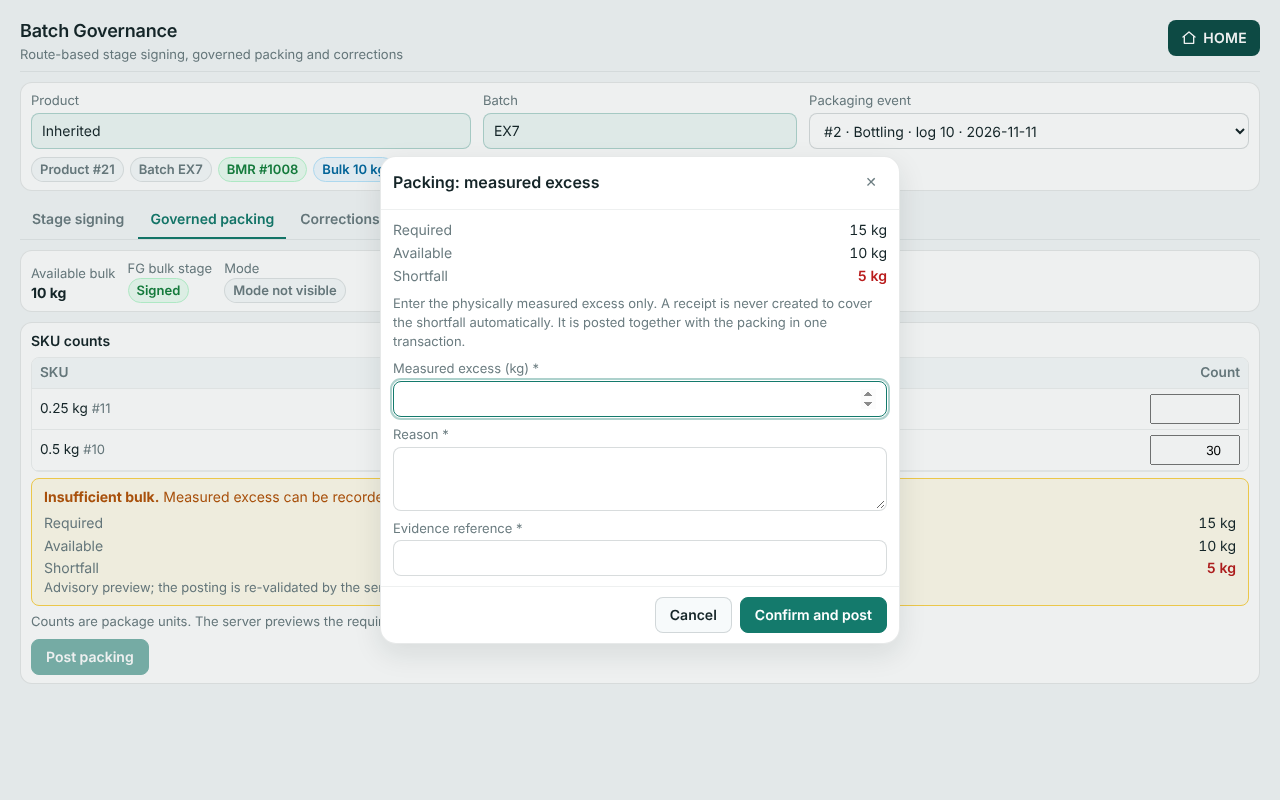 Batch Governance
Route-based stage signing, governed packing and corrections
HOME
Product
Batch
Packaging event
Inherited
EX7
#2 · Bottling · log 10 · 2026-11-11
Product #21
Batch EX7
BMR #1008
Bulk 10
Stage signing
Governed packing
Corrections
Available bulk
10 kg
FG bulk stage
Signed
Mode
Mode not visible
SKU counts
SKU
Count
0.25 kg #11
0.5 kg #10
30
Insufficient bulk. Measured excess can be
Required
15 kg
Available
10 kg
Shortfall
5 kg
Advisory preview; the posting is re-validated by the
Counts are package units. The server previews the
Post packing
Packing: measured excess
×
Required
15 kg
Available
10 kg
Shortfall
5 kg
Enter the physically measured excess only. A receipt is never created to cover
the shortfall automatically. It is posted together with the packing in one
transaction.
Measured excess (kg) *
Reason *
Evidence reference *
Cancel
Confirm and post